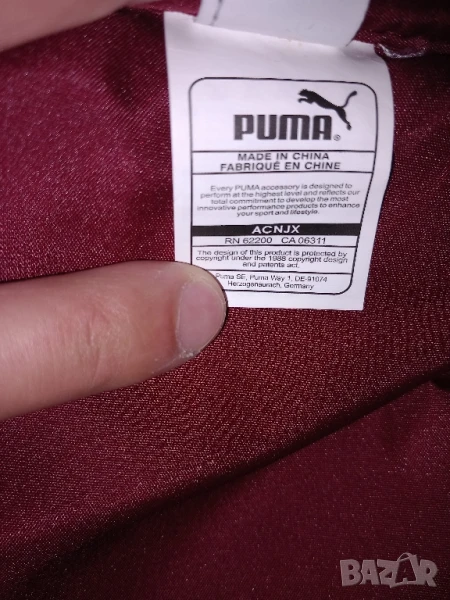 PUMA®
MADE IN CHINA
FABRIQUÉ EN CHINE
Every PUMA accessory is designed to
perform at the highest level and reflects our
total commitment to develop the most
innovative performance products to enhance
your sport and lifestyle.
ACNJX
RN 62200 CA 06311
The design of this product is protected by
copyright under the 1988 copyright design
and patents act.
Puma SE, Puma Way 1, DE-91074
Herzogenaurach, Germany
BAZAR